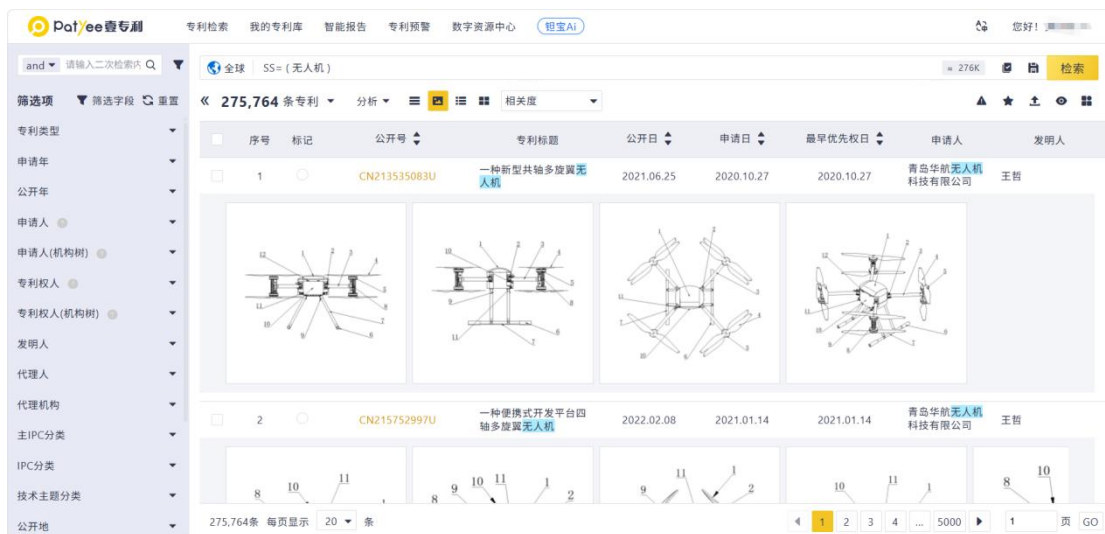 Patyee壹专利 专利检索 我的专利库 智能报告 专利预警 数字资源中心 钽宝Ai 您好!
and 请输入二次检索内
全球 SS= ( 无人机 ) ≈ 276K 检索
筛选项 筛选字段 重置
275,764 条专利 分析 相关度
专利类型
申请年
公开年
申请人
申请人(机构树)
专利权人
专利权人(机构树)
发明人
代理人
代理机构
主IPC分类
IPC分类
技术主题分类
公开地
序号 标记 公开号 专利标题 公开日 申请日 最早优先权日 申请人 发明人
1 CN213535083U 一种新型共轴多旋翼无人机 2021.06.25 2020.10.27 2020.10.27 青岛华航无人机科技有限公司 王哲
2 CN215752997U 一种便携式开发平台四轴多旋翼无人机 2022.02.08 2021.01.14 2021.01.14 青岛华航无人机科技有限公司 王哲
275,764条 每页显示 20 条 1 2 3 4 ... 5000 1 页 GO